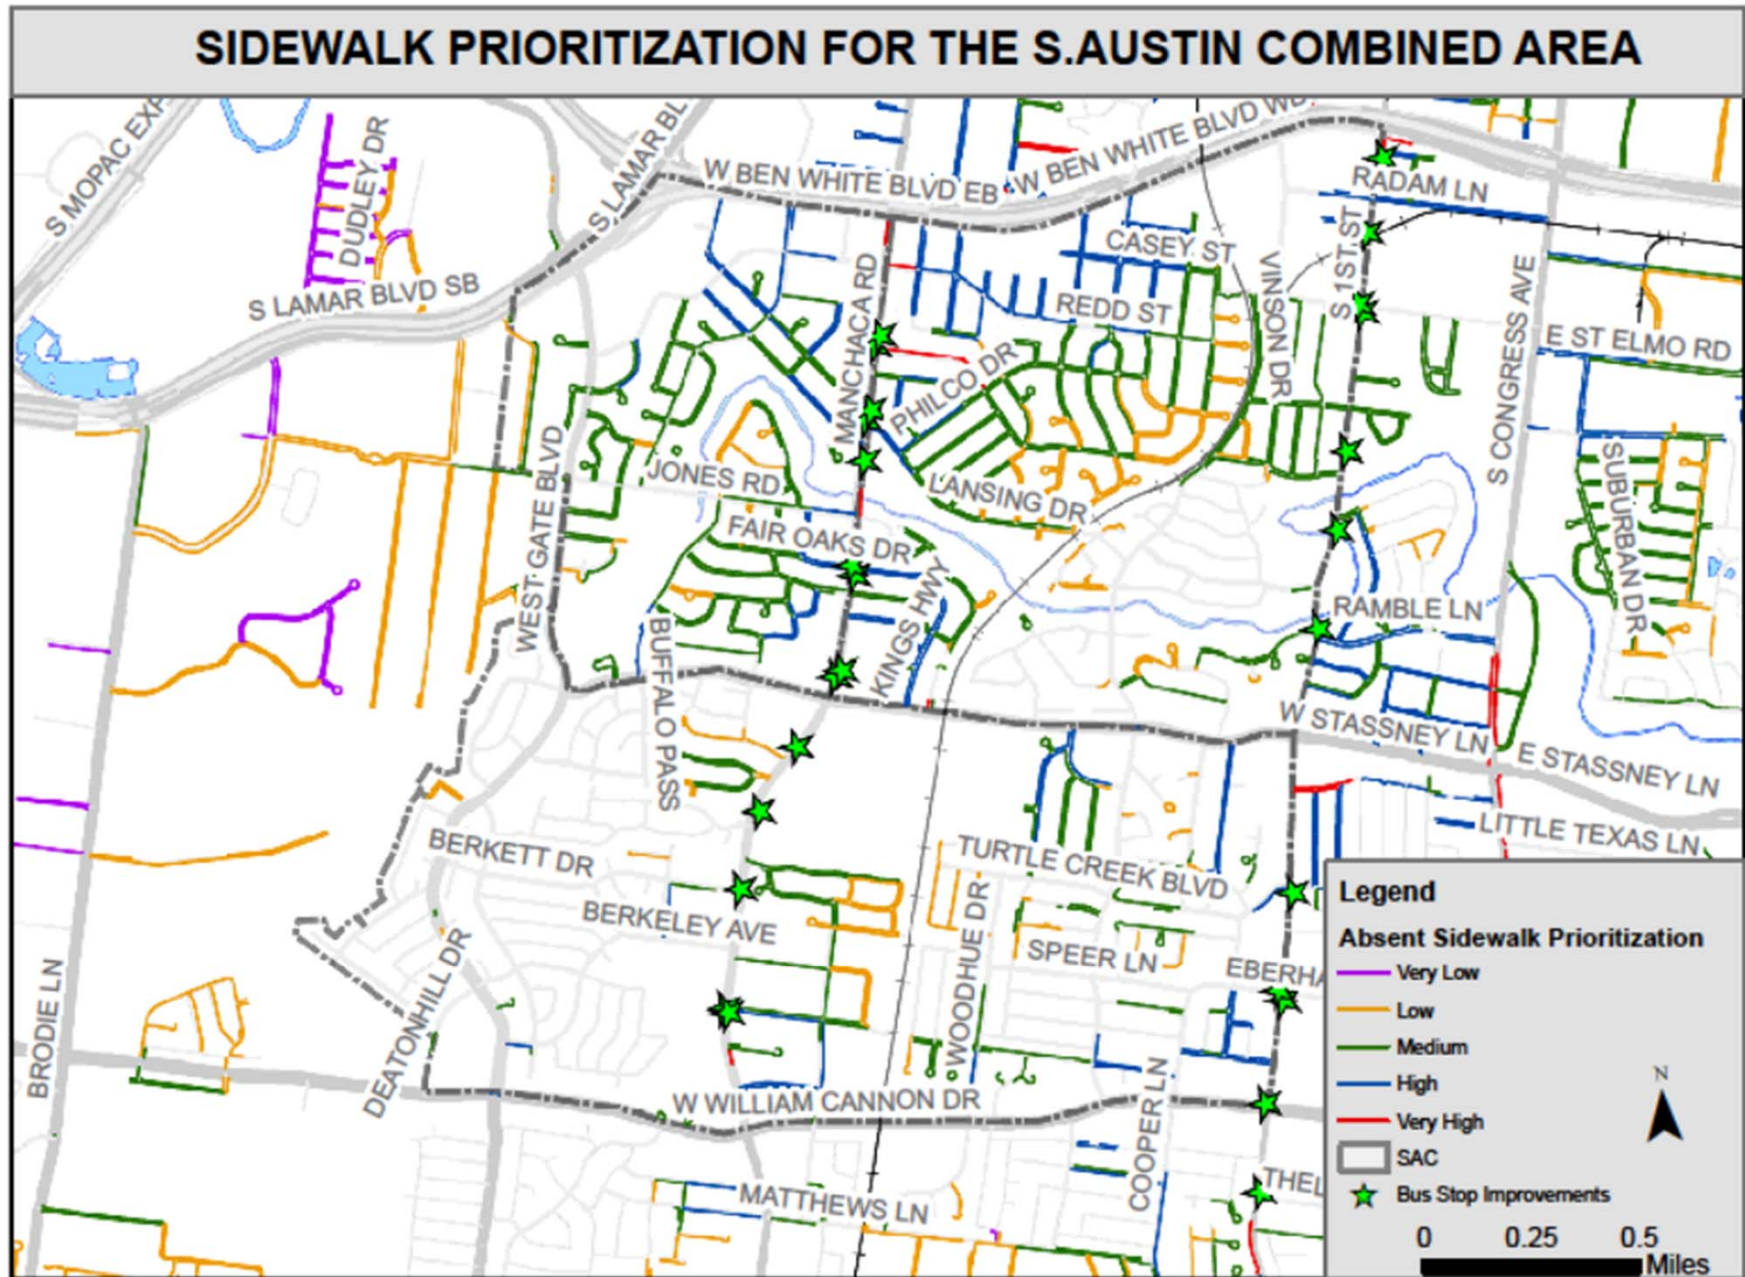 SIDEWALK PRIORITIZATION FOR THE S.AUSTIN COMBINED AREA
S MOPAC EXP
DUDLEY DR
S LAMAR BL
W BEN WHITE BLVD EB
W BEN WHITE BLVD WB
RADAM LN
S LAMAR BLVD SB
MANCHACA RD
CASEY ST
REDD ST
VINSON DR
S 1ST ST
S CONGRESS AVE
E ST ELMO RD
PHILCO DR
WEST GATE BLVD
JONES RD
LANSING DR
FAIR OAKS DR
SUBURBAN DR
KINGS HWY
RAMBLE LN
BUFFALO PASS
W STASSNEY LN
E STASSNEY LN
LITTLE TEXAS LN
BERKETT DR
TURTLE CREEK BLVD
BERKELEY AVE
WOODHUE DR
SPEER LN
EBERHA
BRODIE LN
DEATONHILL DR
W WILLIAM CANNON DR
COOPER LN
MATTHEWS LN
THEL
Legend
Absent Sidewalk Prioritization
Very Low
Low
Medium
High
Very High
SAC
Bus Stop Improvements
N
0 0.25 0.5
Miles